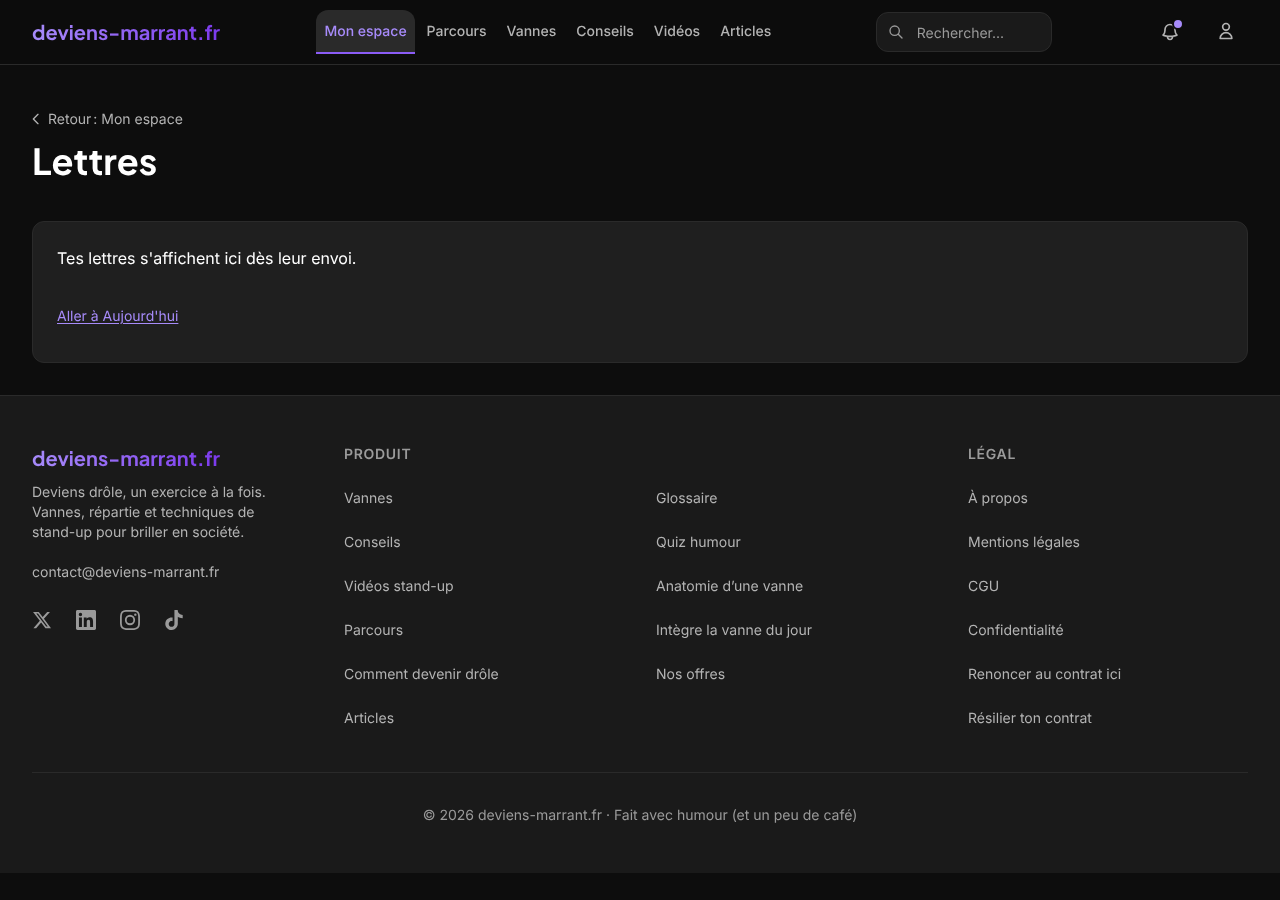 deviens-marrant.fr
Mon espace Parcours Vannes Conseils Vidéos Articles
Rechercher...
Retour : Mon espace
Lettres
Tes lettres s'affichent ici dès leur envoi.
Aller à Aujourd'hui
deviens-marrant.fr
Deviens drôle, un exercice à la fois.
Vannes, répartie et techniques de
stand-up pour briller en société.
contact@deviens-marrant.fr
PRODUIT
Vannes
Conseils
Vidéos stand-up
Parcours
Comment devenir drôle
Articles
Glossaire
Quiz humour
Anatomie d’une vanne
Intègre la vanne du jour
Nos offres
LÉGAL
À propos
Mentions légales
CGU
Confidentialité
Renoncer au contrat ici
Résilier ton contrat
© 2026 deviens-marrant.fr · Fait avec humour (et un peu de café)